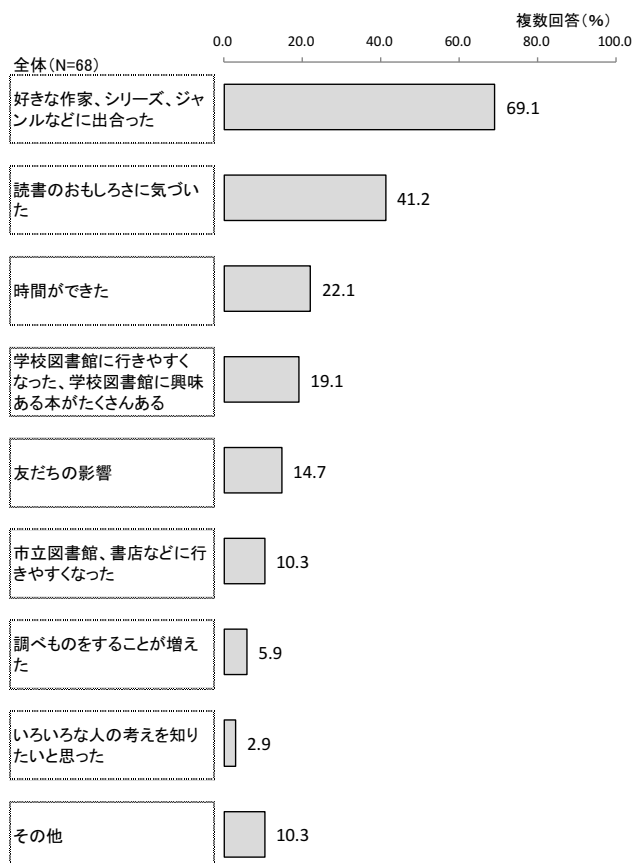 複数回答(%)
0.0 20.0 40.0 60.0 80.0 100.0
全体(N=68)
好きな作家、シリーズ、ジャ
ンルなどに出合った
69.1
読書のおもしろさに気づい
た
41.2
時間ができた
22.1
学校図書館に行きやすく
なった、学校図書館に興味
ある本がたくさんある
19.1
友だちの影響
14.7
市立図書館、書店などに行
きやすくなった
10.3
調べものをすることが増え
た
5.9
いろいろな人の考えを知り
たいと思った
2.9
その他
10.3